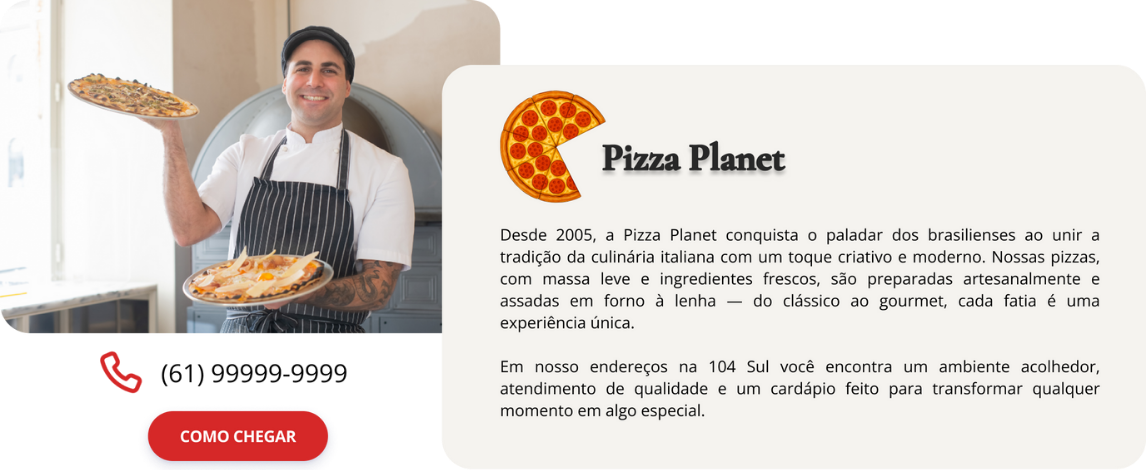 Pizza Planet
Desde 2005, a Pizza Planet conquista o paladar dos brasilienses ao unir a
tradição da culinária italiana com um toque criativo e moderno. Nossas pizzas,
com massa leve e ingredientes frescos, são preparadas artesanalmente e
assadas em forno à lenha — do clássico ao gourmet, cada fatia é uma
experiência única.
Em nosso endereços na 104 Sul você encontra um ambiente acolhedor,
atendimento de qualidade e um cardápio feito para transformar qualquer
momento em algo especial.
(61) 99999-9999
COMO CHEGAR